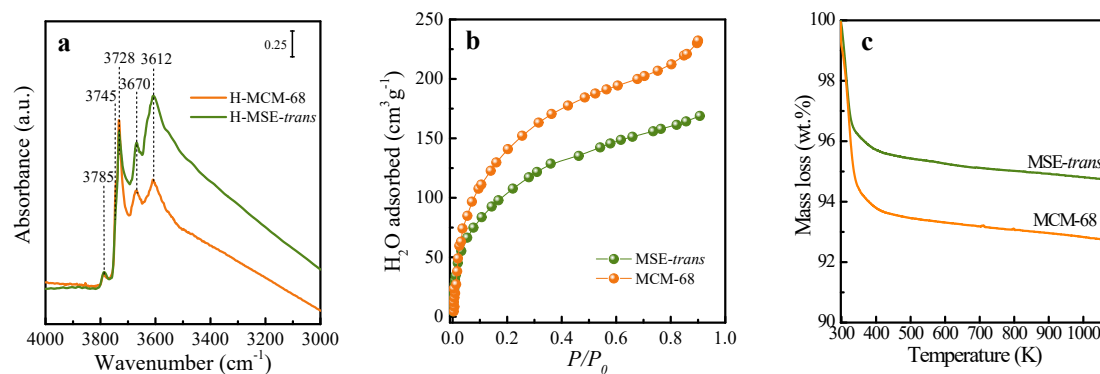 a
0.25
3728
3612
3745
3670
3785
H-MCM-68
H-MSE-trans
Absorbance (a.u.)
4000 3800 3600 3400 3200 3000
Wavenumber (cm-1)
b
H2O adsorbed (cm3g-1)
250
200
150
100
50
0
MSE-trans
MCM-68
0.0 0.2 0.4 0.6 0.8 1.0
P/P0
c
Mass loss (wt.%)
100
98
96
94
92
90
MSE-trans
MCM-68
300 400 500 600 700 800 900 1000
Temperature (K)